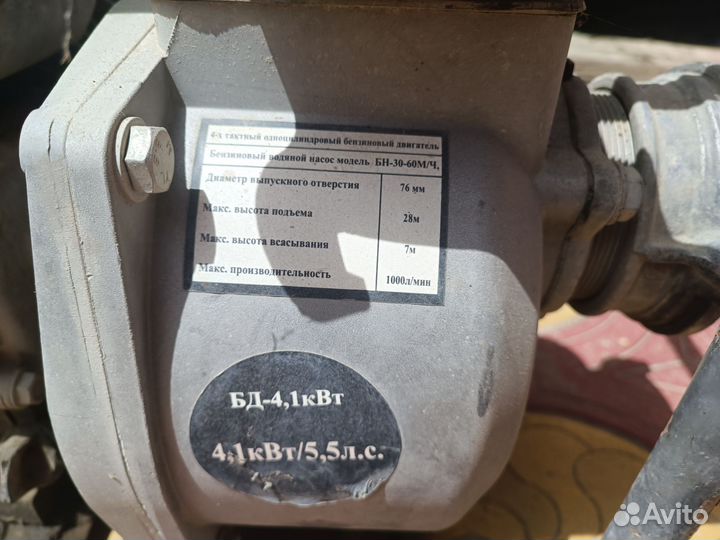 4-х тактный одноцилиндровый бензиновый двигатель
Бензиновый водяной насос модель БН-30-60М/Ч,
Диаметр выпускного отверстия 76 мм
Макс. высота подъема 28м
Макс. высота всасывания 7м
Макс. производительность 1000л/мин
БД-4,1кВт
4,1кВт/5,5л.с.
Avito